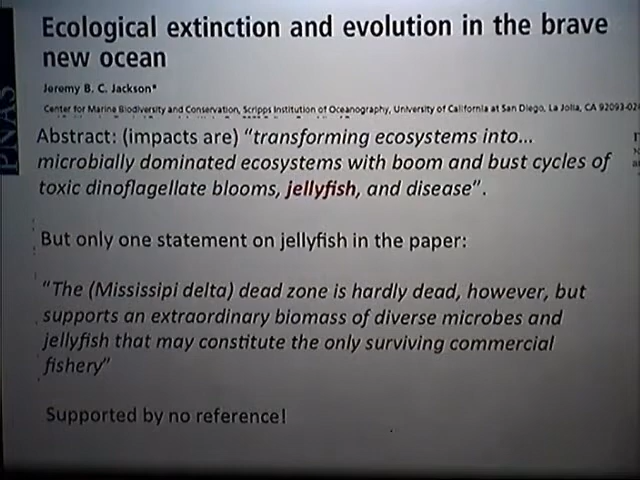 Ecological extinction and evolution in the brave
new ocean
Jeremy B. C. Jackson*
Center for Marine Biodiversity and Conservation, Scripps Institution of Oceanography, University of California at San Diego, La Jolla, CA 92093-024
PNAS
Abstract: (impacts are) “transforming ecosystems into...
microbially dominated ecosystems with boom and bust cycles of
toxic dinoflagellate blooms, jellyfish, and disease”.
But only one statement on jellyfish in the paper:
“The (Mississipi delta) dead zone is hardly dead, however, but
supports an extraordinary biomass of diverse microbes and
jellyfish that may constitute the only surviving commercial
fishery”
Supported by no reference!